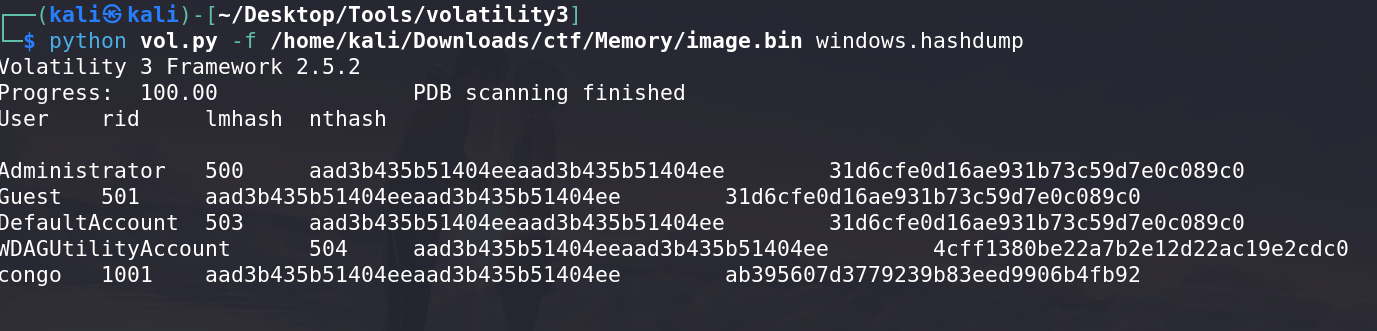 ┌──(kali㉿kali)-[~/Desktop/Tools/volatility3]
└─$ python vol.py -f /home/kali/Downloads/ctf/Memory/image.bin windows.hashdump
Volatility 3 Framework 2.5.2
Progress:  100.00               PDB scanning finished
User    rid     lmhash  nthash

Administrator   500     aad3b435b51404eeaad3b435b51404ee        31d6cfe0d16ae931b73c59d7e0c089c0
Guest   501     aad3b435b51404eeaad3b435b51404ee        31d6cfe0d16ae931b73c59d7e0c089c0
DefaultAccount  503     aad3b435b51404eeaad3b435b51404ee        31d6cfe0d16ae931b73c59d7e0c089c0
WDAGUtilityAccount      504     aad3b435b51404eeaad3b435b51404ee        4cff1380be22a7b2e12d22ac19e2cdc0
congo   1001    aad3b435b51404eeaad3b435b51404ee        ab395607d3779239b83eed9906b4fb92